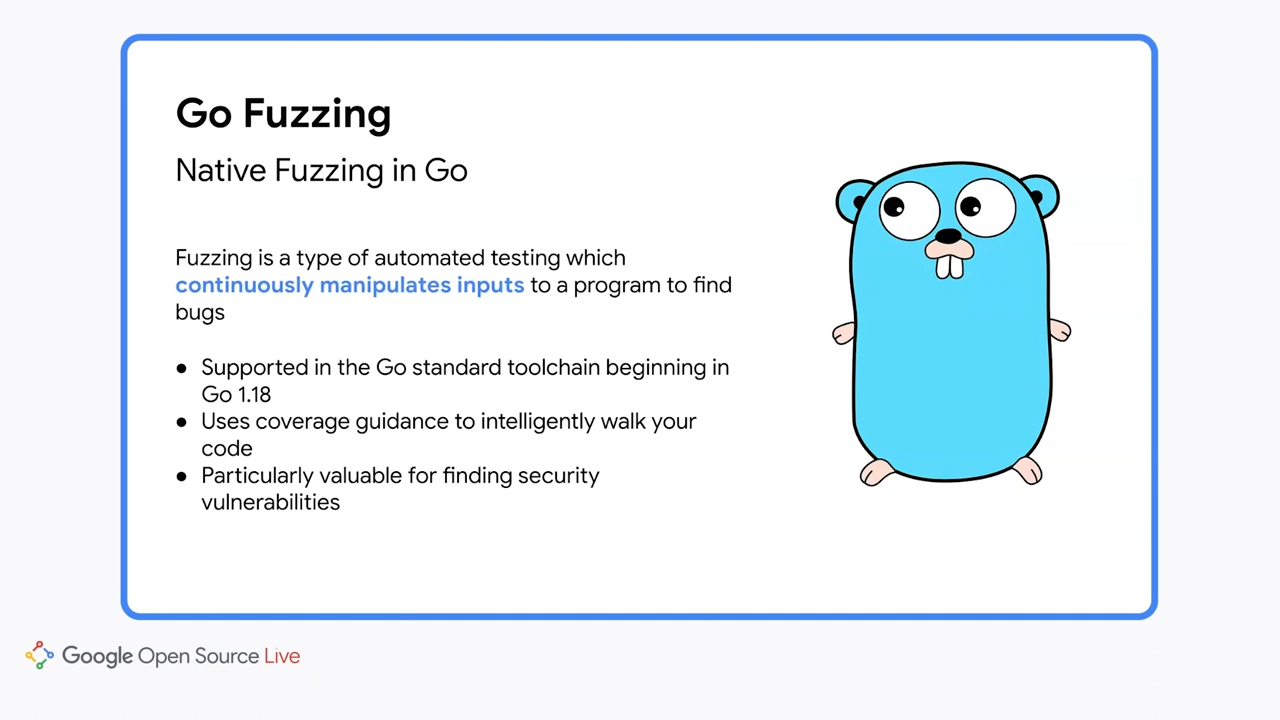 Go Fuzzing
Native Fuzzing in Go
Fuzzing is a type of automated testing which
continuously manipulates inputs to a program to find
bugs
● Supported in the Go standard toolchain beginning in
Go 1.18
● Uses coverage guidance to intelligently walk your
code
● Particularly valuable for finding security
vulnerabilities
Google Open Source Live